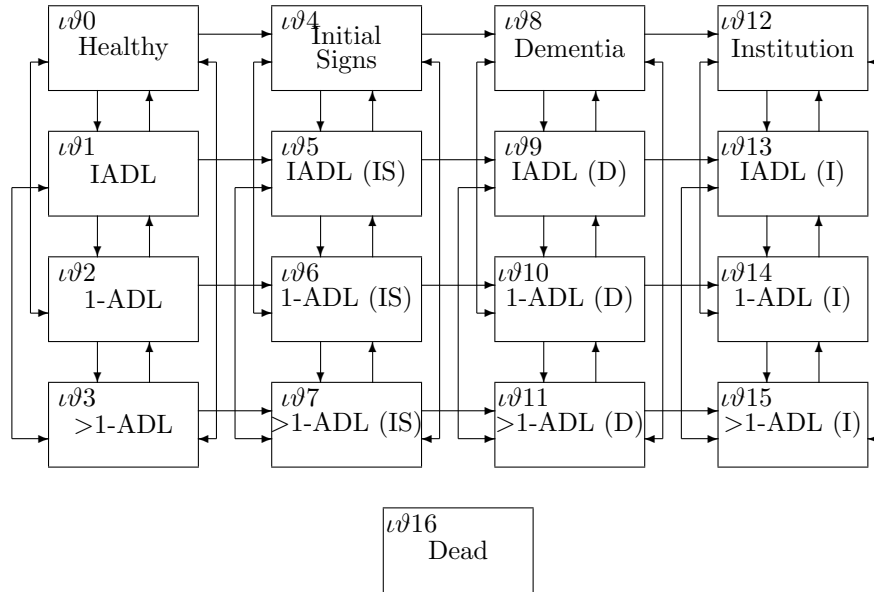 ιϑ0
Healthy
ιϑ4
Initial
Signs
ιϑ8
Dementia
ιϑ12
Institution
ιϑ1
IADL
ιϑ5
IADL (IS)
ιϑ9
IADL (D)
ιϑ13
IADL (I)
ιϑ2
1-ADL
ιϑ6
1-ADL (IS)
ιϑ10
1-ADL (D)
ιϑ14
1-ADL (I)
ιϑ3
>1-ADL
ιϑ7
>1-ADL (IS)
ιϑ11
>1-ADL (D)
ιϑ15
>1-ADL (I)
ιϑ16
Dead